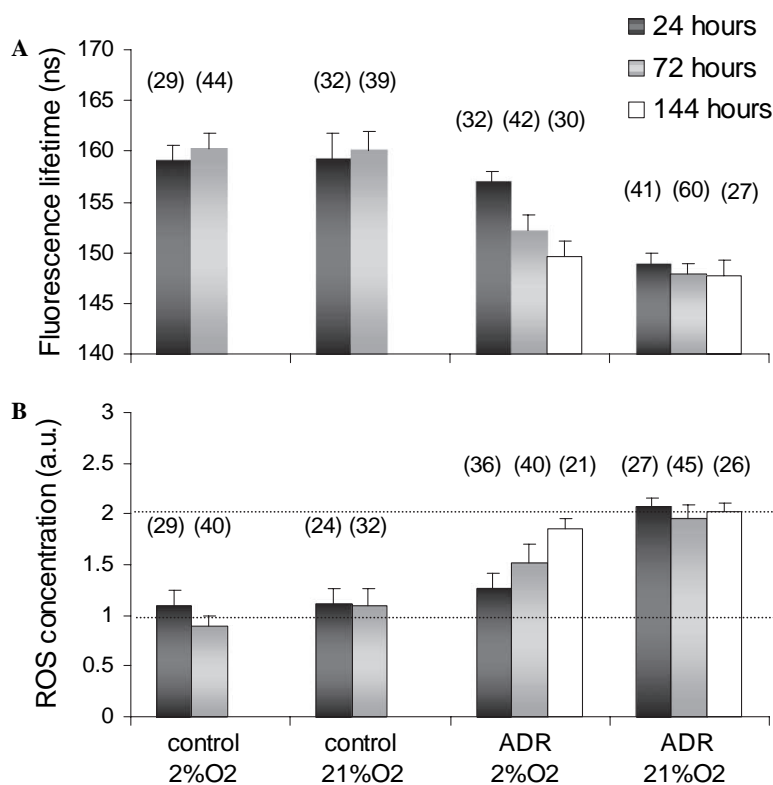 A
Fluorescence lifetime (ns)
170
165
160
155
150
145
140
(29) (44)
(32) (39)
(32) (42) (30)
(41) (60) (27)
24 hours
72 hours
144 hours
B
ROS concentration (a.u.)
3
2.5
2
1.5
1
0.5
0
(29) (40)
(24) (32)
(36) (40) (21)
(27) (45) (26)
control
2%O2
control
21%O2
ADR
2%O2
ADR
21%O2